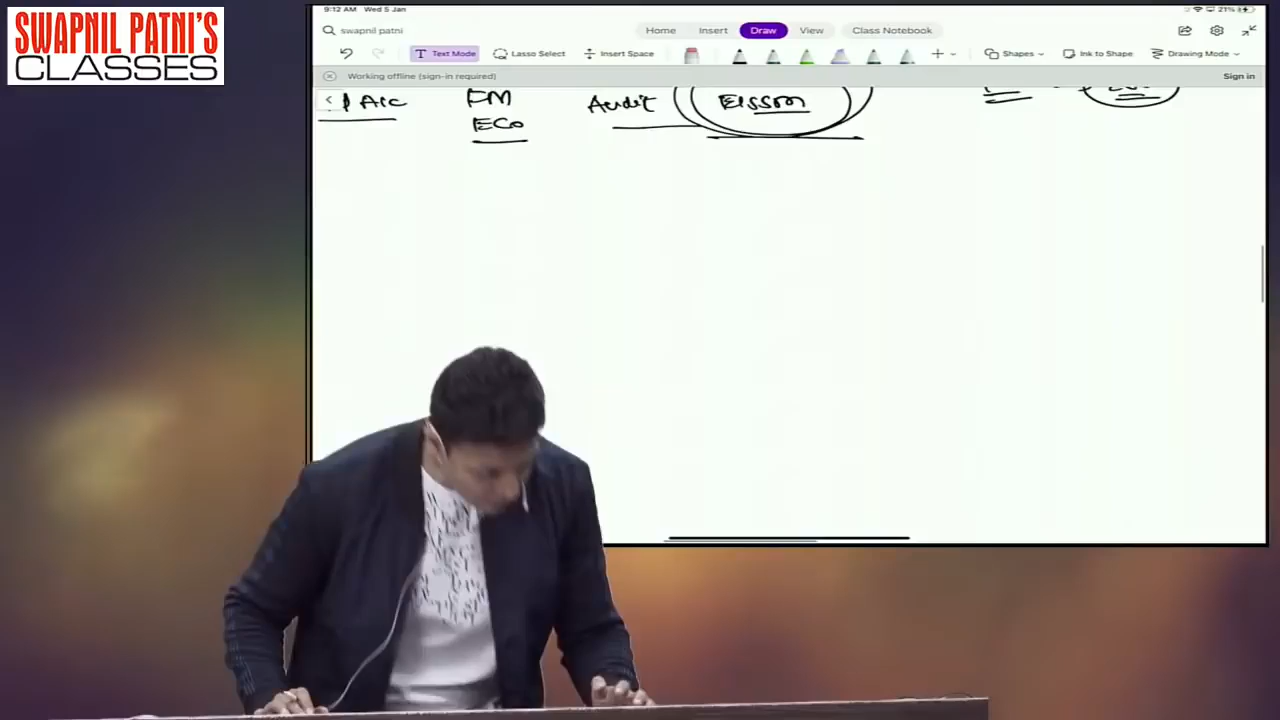 SWAPNIL PATNI'S
CLASSES
9:12 AM Wed 5 Jan
21%
swapnil patni
Home Insert Draw View Class Notebook
Text Mode Lasso Select Insert Space Shapes Ink to Shape Drawing Mode
Working offline (sign-in required) Sign in
A/c FM Audit EISSM
ECO